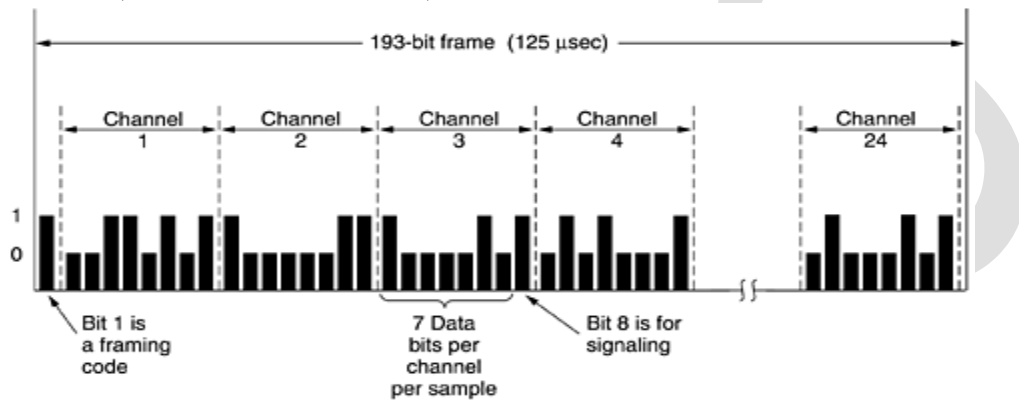 193-bit frame (125 μsec)
Channel Channel Channel Channel Channel
1 2 3 4 24
1
0
Bit 1 is
a framing
code
7 Data
bits per
channel
per sample
Bit 8 is for
signaling